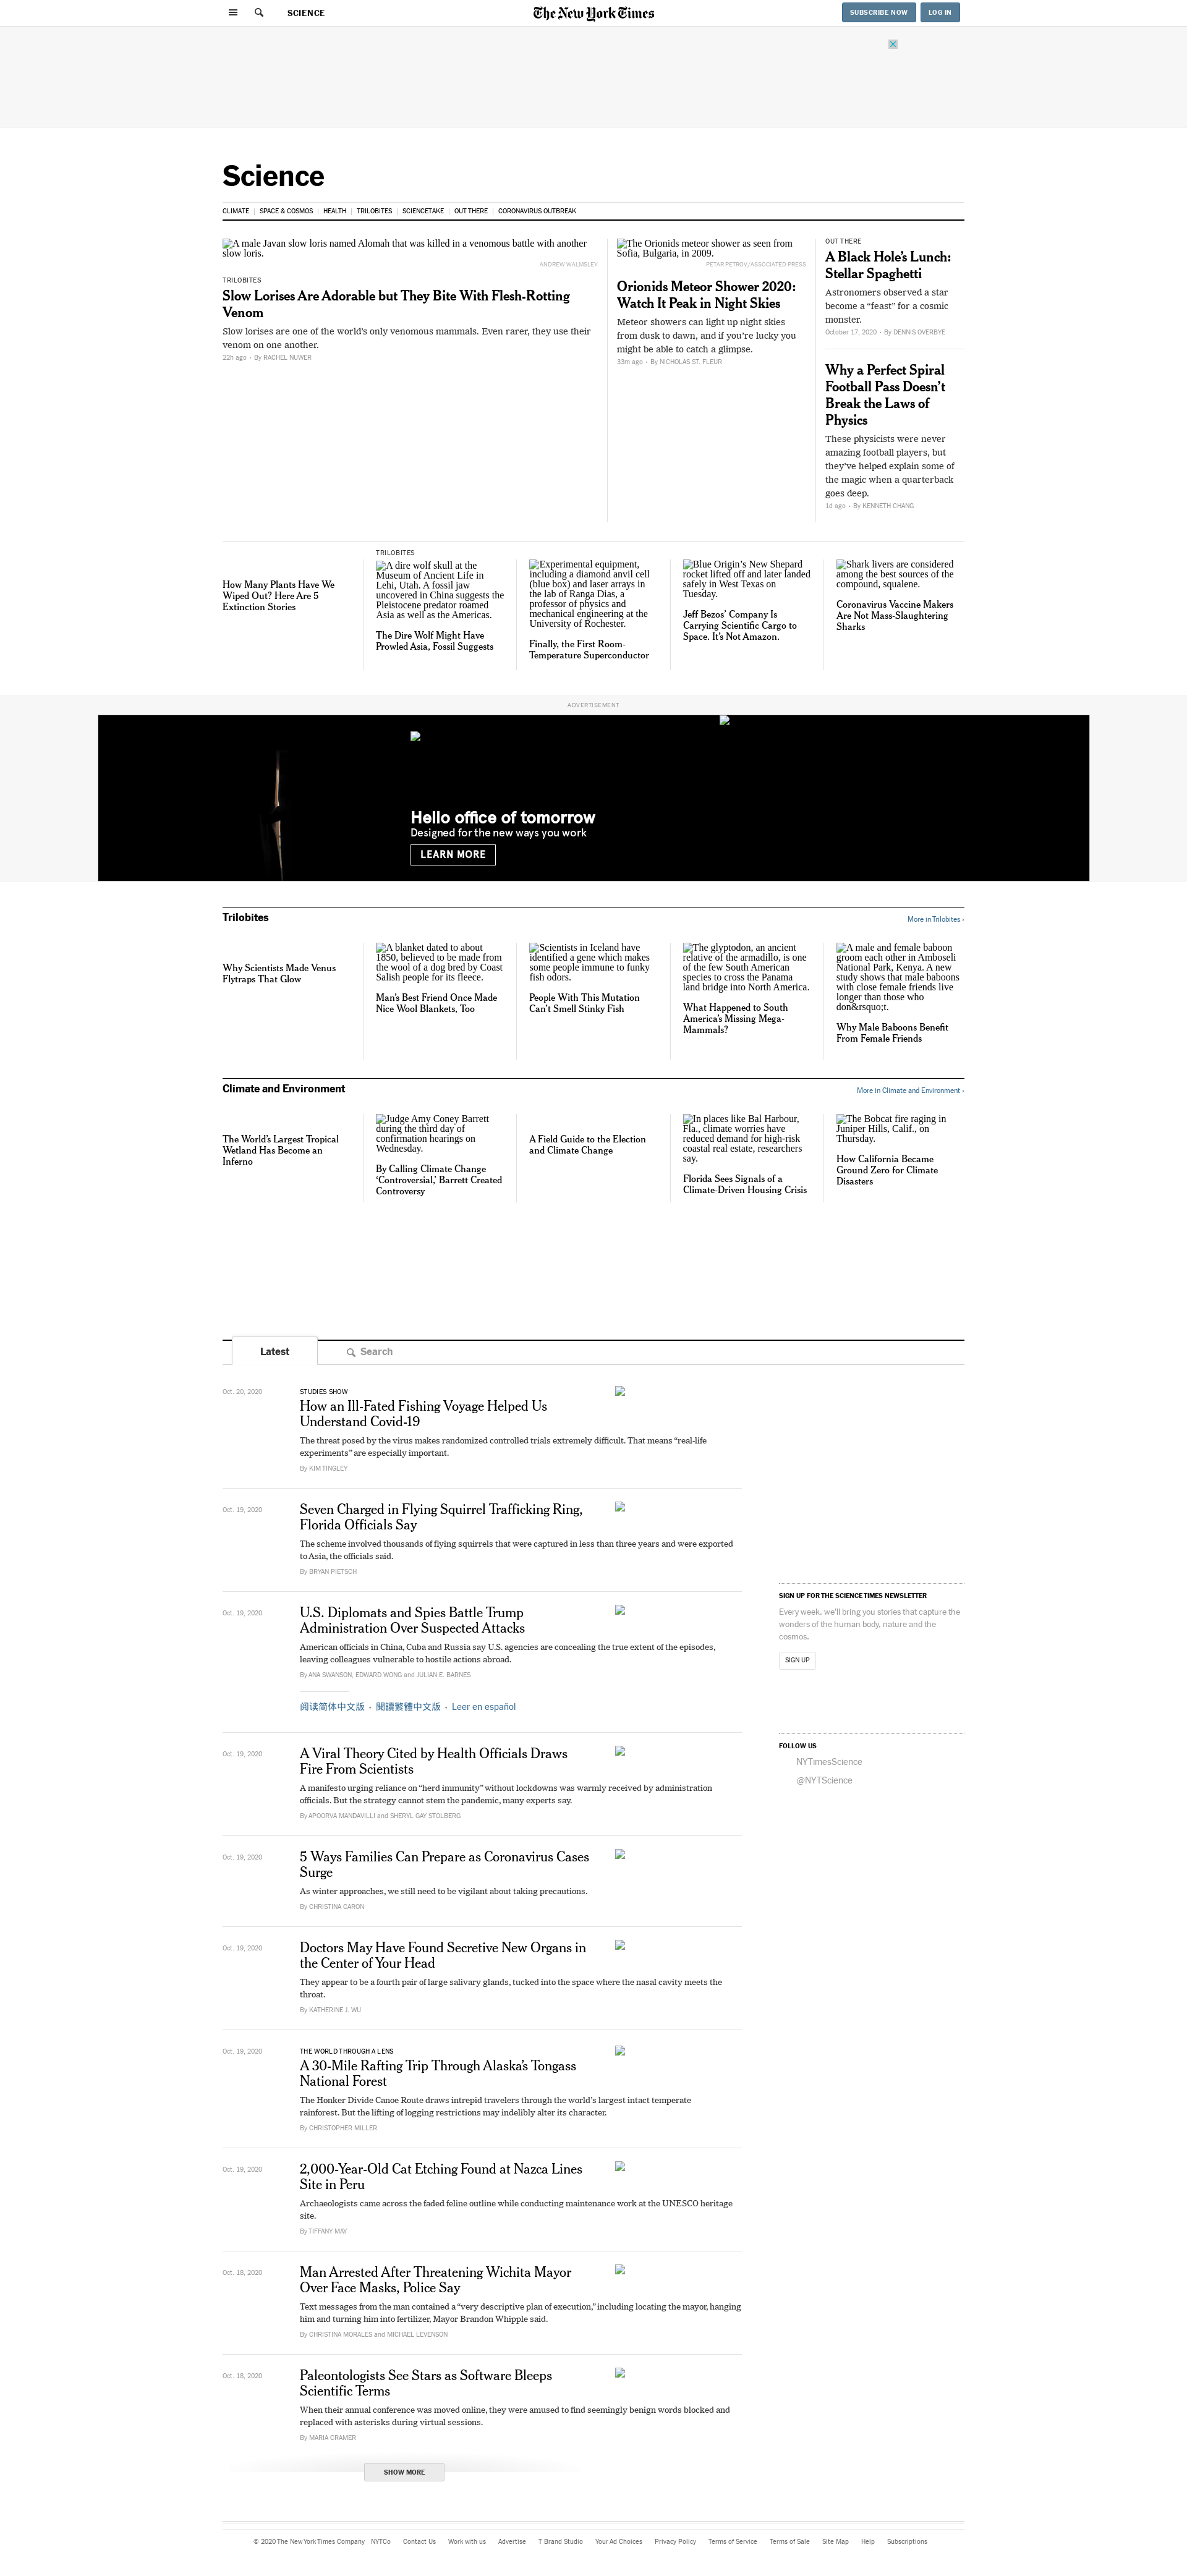 SCIENCE
The New York Times
SUBSCRIBE NOW
LOG IN
Science
CLIMATE
SPACE & COSMOS
HEALTH
TRILOBITES
SCIENCETAKE
OUT THERE
CORONAVIRUS OUTBREAK
A male Javan slow loris named Alomah that was killed in a venomous battle with another
slow loris.
ANDREW WALMSLEY
TRILOBITES
Slow Lorises Are Adorable but They Bite With Flesh-Rotting
Venom
Slow lorises are one of the world's only venomous mammals. Even rarer, they use their
venom on one another.
22h ago - By RACHEL NUWER
The Orionids meteor shower as seen from
Sofia, Bulgaria, in 2009.
PETAR PETROV/ASSOCIATED PRESS
Orionids Meteor Shower 2020:
Watch It Peak in Night Skies
Meteor showers can light up night skies
from dusk to dawn, and if you're lucky you
might be able to catch a glimpse.
33m ago - By NICHOLAS ST. FLEUR
OUT THERE
A Black Hole's Lunch:
Stellar Spaghetti
Astronomers observed a star
become a “feast” for a cosmic
monster.
October 17, 2020 - By DENNIS OVERBYE
Why a Perfect Spiral
Football Pass Doesn't
Break the Laws of
Physics
These physicists were never
amazing football players, but
they've helped explain some of
the magic when a quarterback
goes deep.
1d ago - By KENNETH CHANG
How Many Plants Have We
Wiped Out? Here Are 5
Extinction Stories
TRILOBITES
A dire wolf skull at the
Museum of Ancient Life in
Lehi, Utah. A fossil jaw
uncovered in China suggests the
Pleistocene predator roamed
Asia as well as the Americas.
The Dire Wolf Might Have
Prowled Asia, Fossil Suggests
Experimental equipment,
including a diamond anvil cell
(blue box) and laser arrays in
the lab of Ranga Dias, a
professor of physics and
mechanical engineering at the
University of Rochester.
Finally, the First Room-
Temperature Superconductor
Blue Origin's New Shepard
rocket lifted off and later landed
safely in West Texas on
Tuesday.
Jeff Bezos' Company Is
Carrying Scientific Cargo to
Space. It's Not Amazon.
Shark livers are considered
among the best sources of the
compound, squalene.
Coronavirus Vaccine Makers
Are Not Mass-Slaughtering
Sharks
ADVERTISEMENT
Hello office of tomorrow
Designed for the new ways you work
LEARN MORE
Trilobites
More in Trilobites ›
Why Scientists Made Venus
Flytraps That Glow
A blanket dated to about
1850, believed to be made from
the wool of a dog bred by Coast
Salish people for its fleece.
Man's Best Friend Once Made
Nice Wool Blankets, Too
Scientists in Iceland have
identified a gene which makes
some people immune to funky
fish odors.
People With This Mutation
Can't Smell Stinky Fish
The glyptodon, an ancient
relative of the armadillo, is one
of the few South American
species to cross the Panama
land bridge into North America.
What Happened to South
America's Missing Mega-
Mammals?
A male and female baboon
groom each other in Amboseli
National Park, Kenya. A new
study shows that male baboons
with close female friends live
longer than those who
don&rsquo;t.
Why Male Baboons Benefit
From Female Friends
Climate and Environment
More in Climate and Environment ›
The World's Largest Tropical
Wetland Has Become an
Inferno
Judge Amy Coney Barrett
during the third day of
confirmation hearings on
Wednesday.
By Calling Climate Change
‘Controversial,’ Barrett Created
Controversy
A Field Guide to the Election
and Climate Change
In places like Bal Harbour,
Fla., climate worries have
reduced demand for high-risk
coastal real estate, researchers
say.
Florida Sees Signals of a
Climate-Driven Housing Crisis
The Bobcat fire raging in
Juniper Hills, Calif., on
Thursday.
How California Became
Ground Zero for Climate
Disasters
Latest
Search
Oct. 20, 2020
STUDIES SHOW
How an Ill-Fated Fishing Voyage Helped Us
Understand Covid-19
The threat posed by the virus makes randomized controlled trials extremely difficult. That means “real-life
experiments” are especially important.
By KIM TINGLEY
Oct. 19, 2020
Seven Charged in Flying Squirrel Trafficking Ring,
Florida Officials Say
The scheme involved thousands of flying squirrels that were captured in less than three years and were exported
to Asia, the officials said.
By BRYAN PIETSCH
Oct. 19, 2020
U.S. Diplomats and Spies Battle Trump
Administration Over Suspected Attacks
American officials in China, Cuba and Russia say U.S. agencies are concealing the true extent of the episodes,
leaving colleagues vulnerable to hostile actions abroad.
By ANA SWANSON, EDWARD WONG and JULIAN E. BARNES
阅读简体中文版 • 閱讀繁體中文版 • Leer en español
Oct. 19, 2020
A Viral Theory Cited by Health Officials Draws
Fire From Scientists
A manifesto urging reliance on “herd immunity” without lockdowns was warmly received by administration
officials. But the strategy cannot stem the pandemic, many experts say.
By APOORVA MANDAVILLI and SHERYL GAY STOLBERG
Oct. 19, 2020
5 Ways Families Can Prepare as Coronavirus Cases
Surge
As winter approaches, we still need to be vigilant about taking precautions.
By CHRISTINA CARON
Oct. 19, 2020
Doctors May Have Found Secretive New Organs in
the Center of Your Head
They appear to be a fourth pair of large salivary glands, tucked into the space where the nasal cavity meets the
throat.
By KATHERINE J. WU
Oct. 19, 2020
THE WORLD THROUGH A LENS
A 30-Mile Rafting Trip Through Alaska's Tongass
National Forest
The Honker Divide Canoe Route draws intrepid travelers through the world's largest intact temperate
rainforest. But the lifting of logging restrictions may indelibly alter its character.
By CHRISTOPHER MILLER
Oct. 19, 2020
2,000-Year-Old Cat Etching Found at Nazca Lines
Site in Peru
Archaeologists came across the faded feline outline while conducting maintenance work at the UNESCO heritage
site.
By TIFFANY MAY
Oct. 18, 2020
Man Arrested After Threatening Wichita Mayor
Over Face Masks, Police Say
Text messages from the man contained a “very descriptive plan of execution,” including locating the mayor, hanging
him and turning him into fertilizer, Mayor Brandon Whipple said.
By CHRISTINA MORALES and MICHAEL LEVENSON
Oct. 18, 2020
Paleontologists See Stars as Software Bleeps
Scientific Terms
When their annual conference was moved online, they were amused to find seemingly benign words blocked and
replaced with asterisks during virtual sessions.
By MARIA CRAMER
SHOW MORE
SIGN UP FOR THE SCIENCE TIMES NEWSLETTER
Every week, we'll bring you stories that capture the
wonders of the human body, nature and the
cosmos.
SIGN UP
FOLLOW US
NYTimesScience
@NYTScience
© 2020 The New York Times Company NYTCo Contact Us Work with us Advertise T Brand Studio Your Ad Choices Privacy Policy Terms of Service Terms of Sale Site Map Help Subscriptions